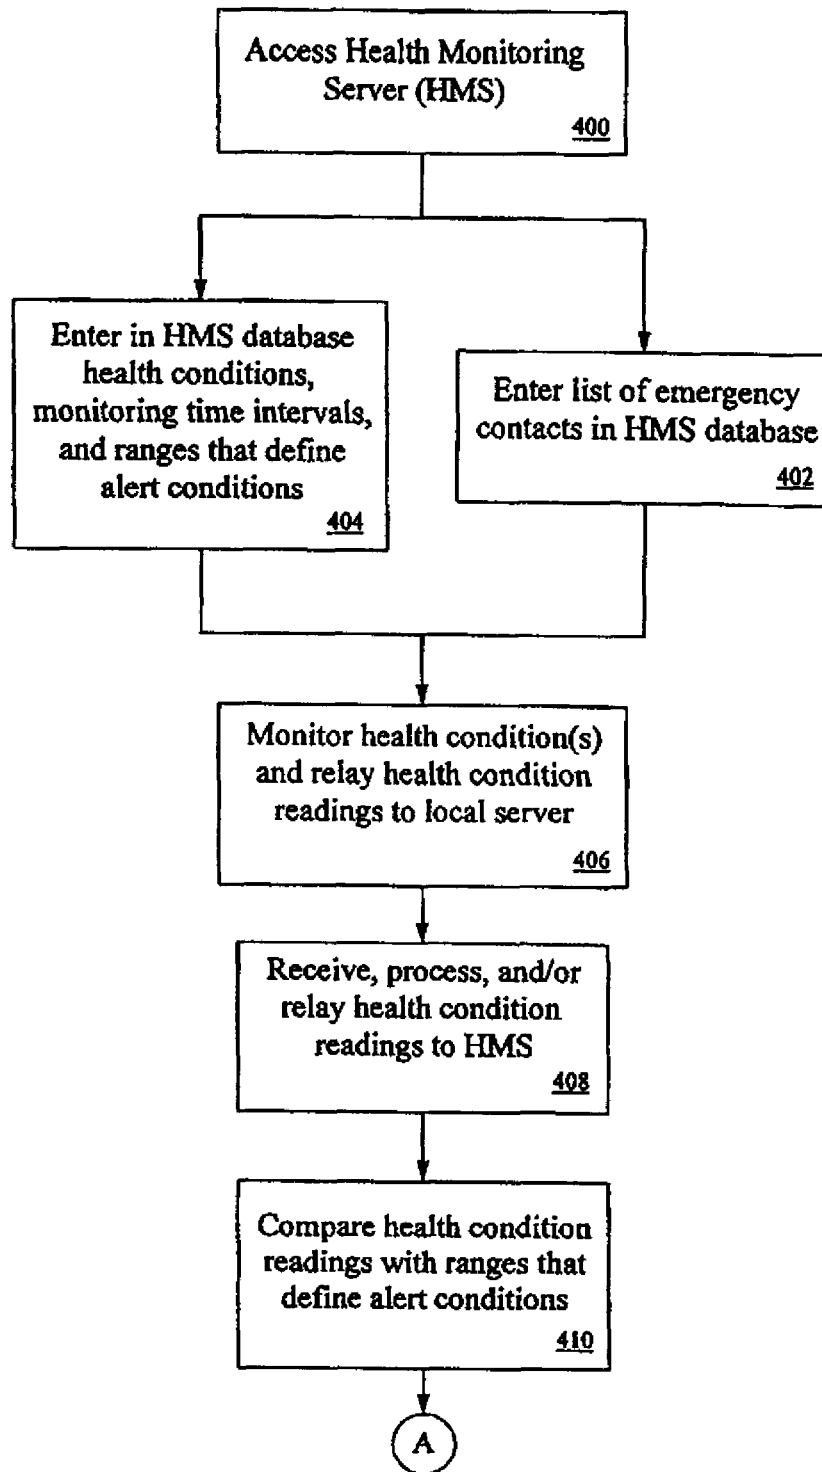 Access Health Monitoring
Server (HMS)
400
Enter in HMS database
health conditions,
monitoring time intervals,
and ranges that define
alert conditions
404
Enter list of emergency
contacts in HMS database
402
Monitor health condition(s)
and relay health condition
readings to local server
406
Receive, process, and/or
relay health condition
readings to HMS
408
Compare health condition
readings with ranges that
define alert conditions
410
A